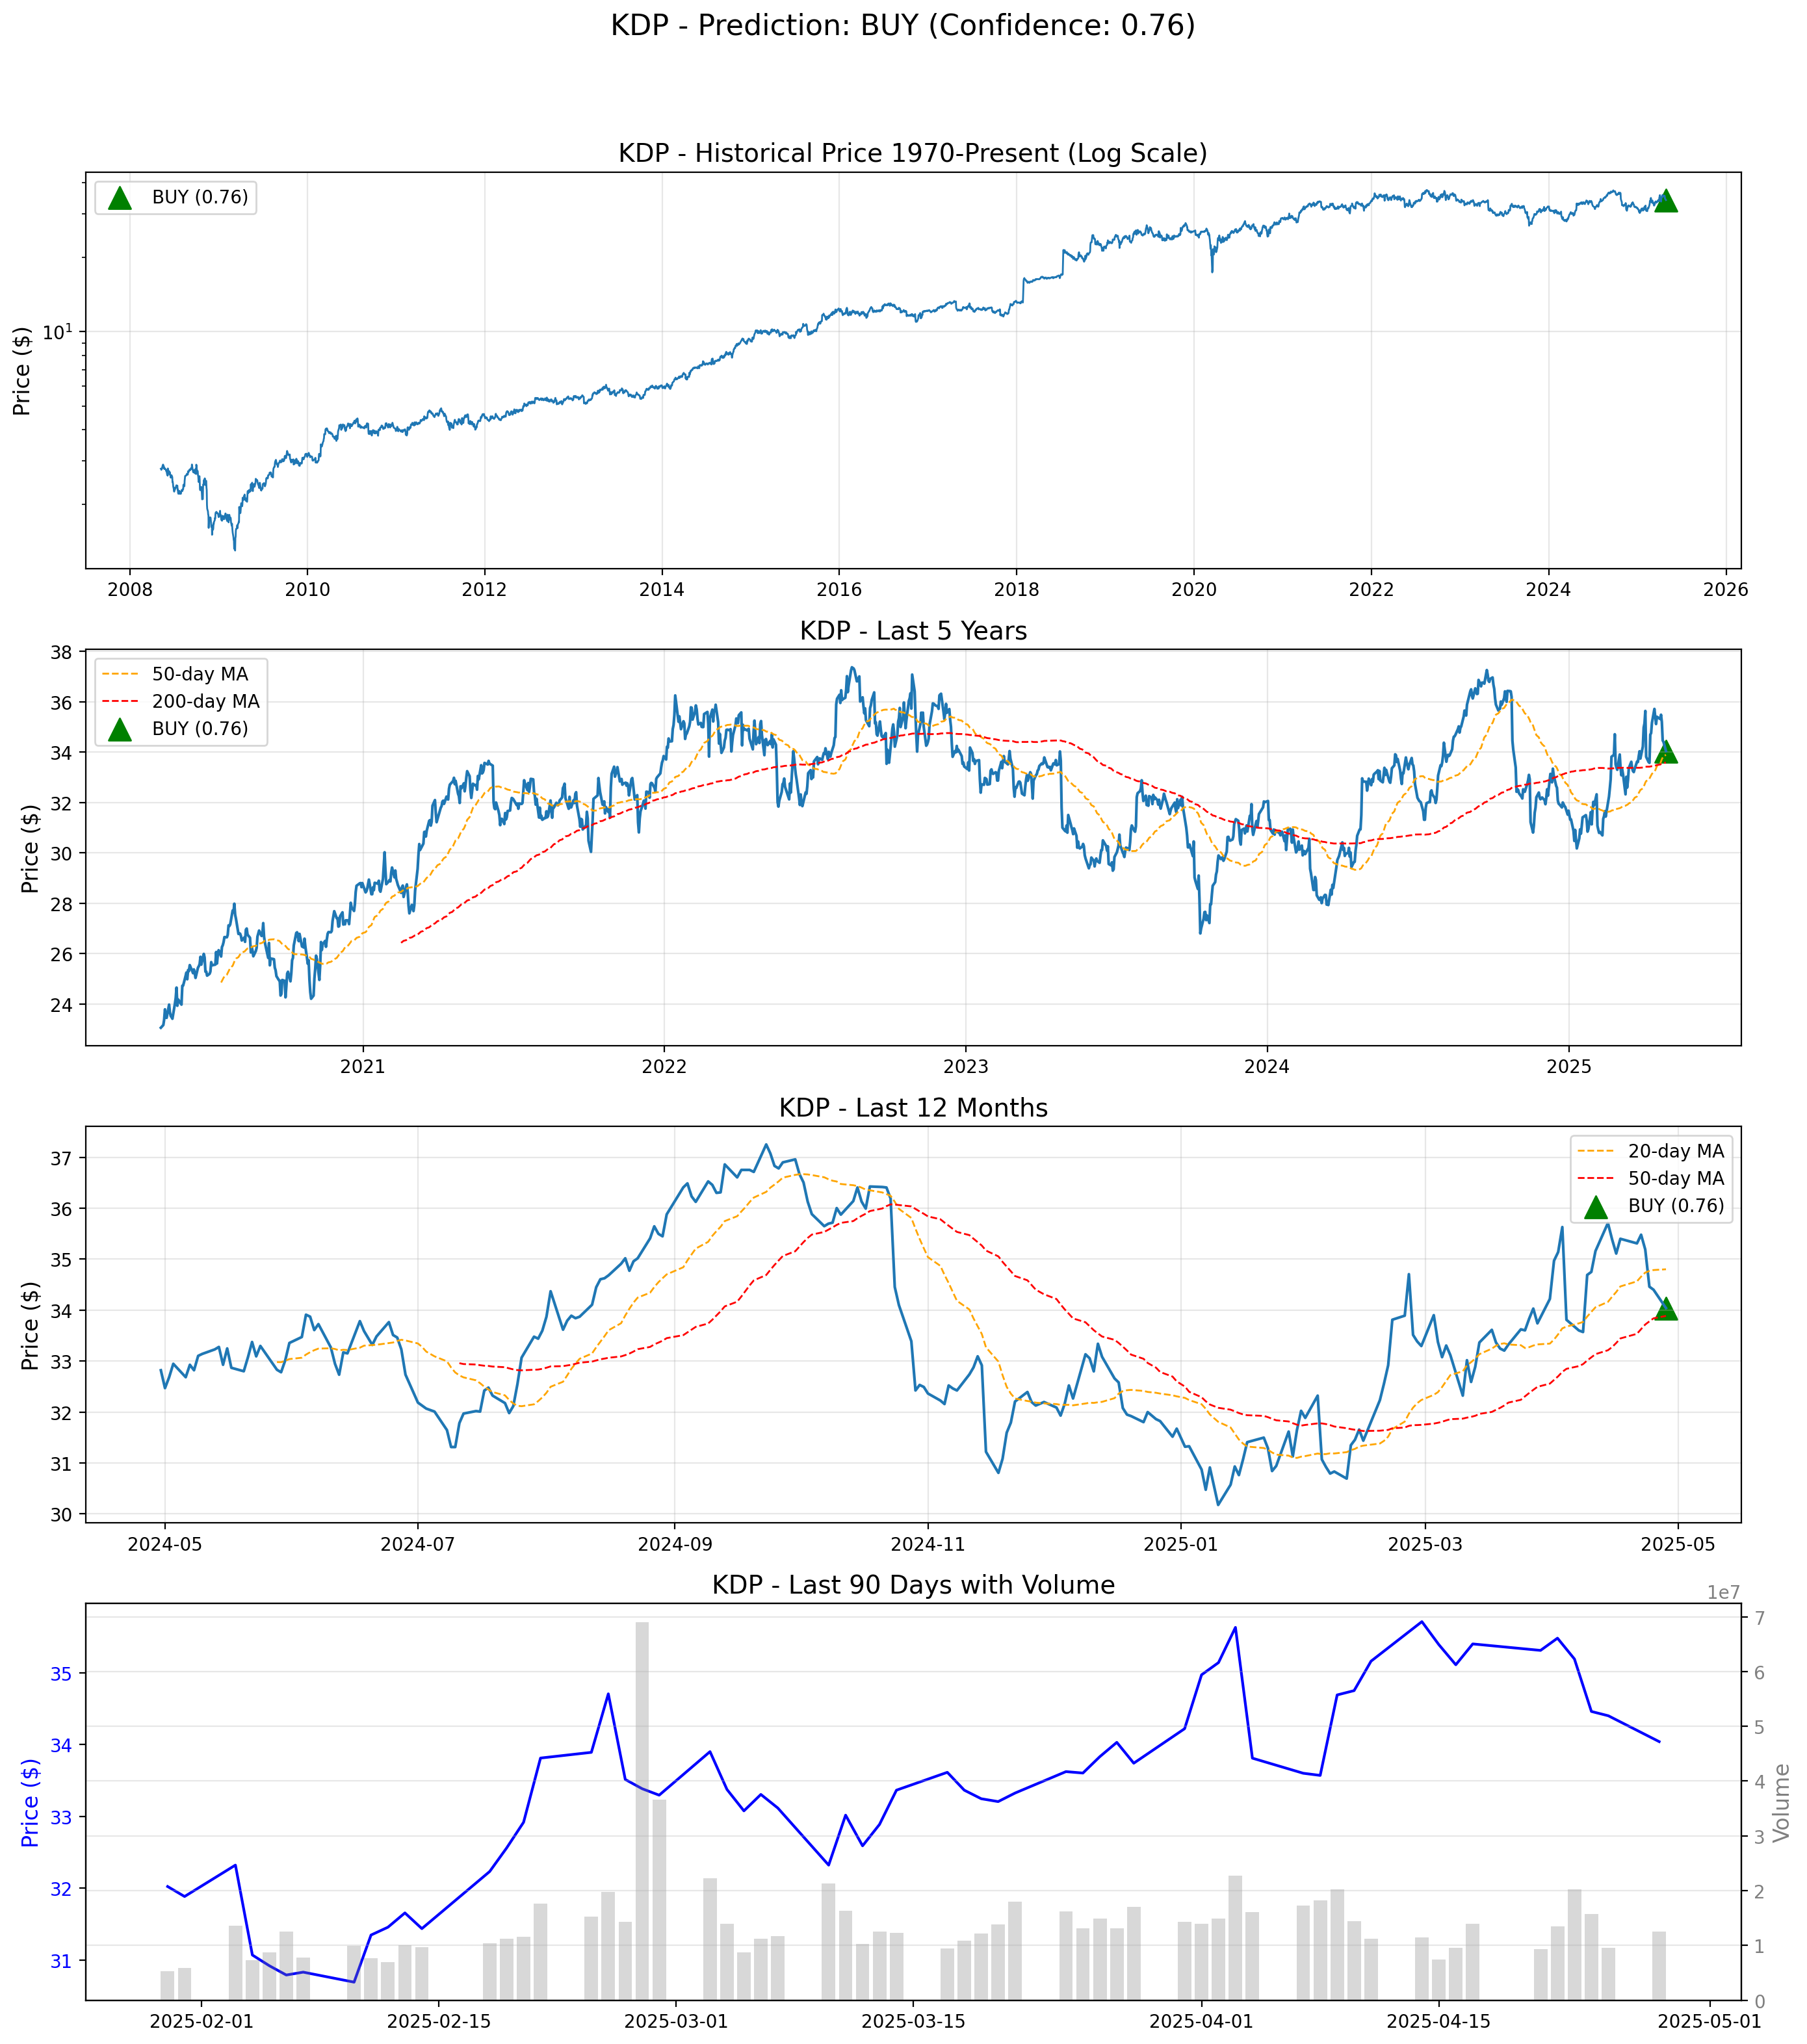 KDP - Prediction: BUY (Confidence: 0.76)
KDP - Historical Price 1970-Present (Log Scale)
BUY (0.76)
Price ($)
10¹
2008 2010 2012 2014 2016 2018 2020 2022 2024 2026
KDP - Last 5 Years
50-day MA
200-day MA
BUY (0.76)
Price ($)
38
36
34
32
30
28
26
24
2021 2022 2023 2024 2025
KDP - Last 12 Months
20-day MA
50-day MA
BUY (0.76)
Price ($)
37
36
35
34
33
32
31
30
2024-05 2024-07 2024-09 2024-11 2025-01 2025-03 2025-05
KDP - Last 90 Days with Volume
1e7
Price ($)
35
34
33
32
31
7
6
5
4
3
2
1
0
Volume
2025-02-01 2025-02-15 2025-03-01 2025-03-15 2025-04-01 2025-04-15 2025-05-01